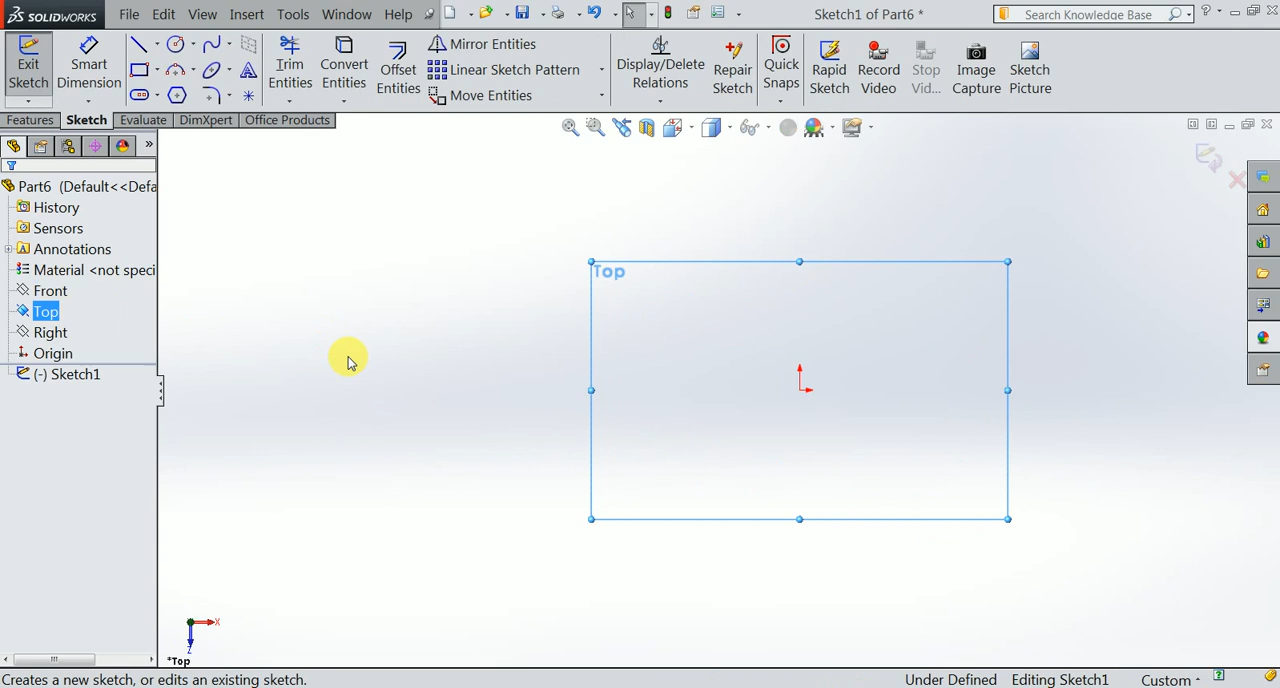 SOLIDWORKS File Edit View Insert Tools Window Help Sketch1 of Part6 * Search Knowledge Base ?
Exit Sketch
Smart Dimension
Trim Entities
Convert Entities
Offset Entities
Mirror Entities
Linear Sketch Pattern
Move Entities
Display/Delete Relations
Repair Sketch
Quick Snaps
Rapid Sketch
Record Video
Stop Vid...
Image Capture
Sketch Picture
Features Sketch Evaluate DimXpert Office Products
Part6 (Default<<Defa
History
Sensors
Annotations
Material <not speci
Front
Top
Right
Origin
(-) Sketch1
Top
X
Z
*Top
Creates a new sketch, or edits an existing sketch. Under Defined Editing Sketch1 Custom